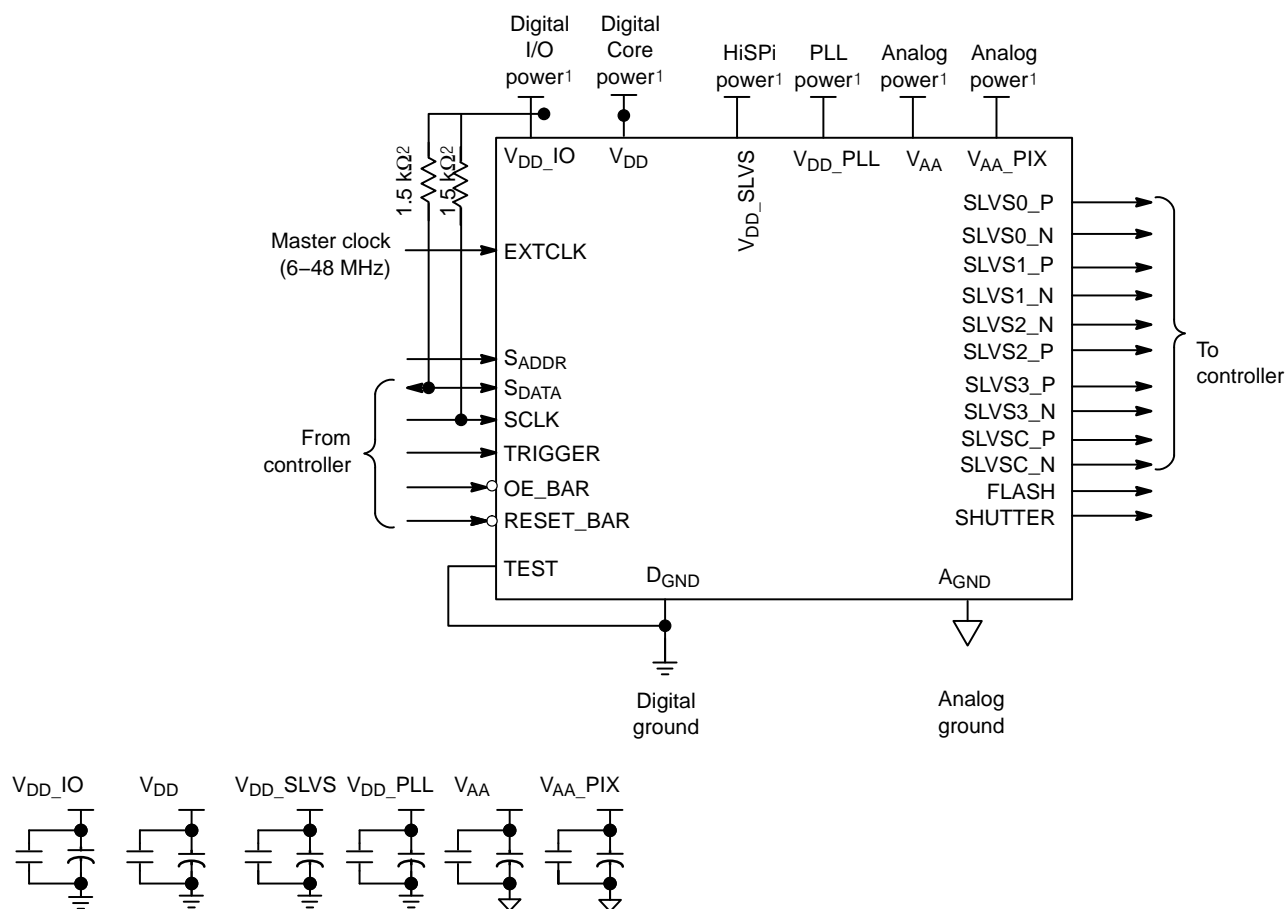 Digital
I/O
power1
Digital
Core
power1
HiSPi
power1
PLL
power1
Analog
power1
Analog
power1
1.5 kΩ2
1.5 kΩ2
VDD_IO
VDD
VDD_SLVS
VDD_PLL
VAA
VAA_PIX
Master clock
(6–48 MHz)
EXTCLK
SADDR
SDATA
SCLK
TRIGGER
OE_BAR
RESET_BAR
TEST
From
controller
SLVS0_P
SLVS0_N
SLVS1_P
SLVS1_N
SLVS2_N
SLVS2_P
SLVS3_P
SLVS3_N
SLVSC_P
SLVSC_N
FLASH
SHUTTER
To
controller
DGND
AGND
Digital
ground
Analog
ground
VDD_IO
VDD
VDD_SLVS
VDD_PLL
VAA
VAA_PIX